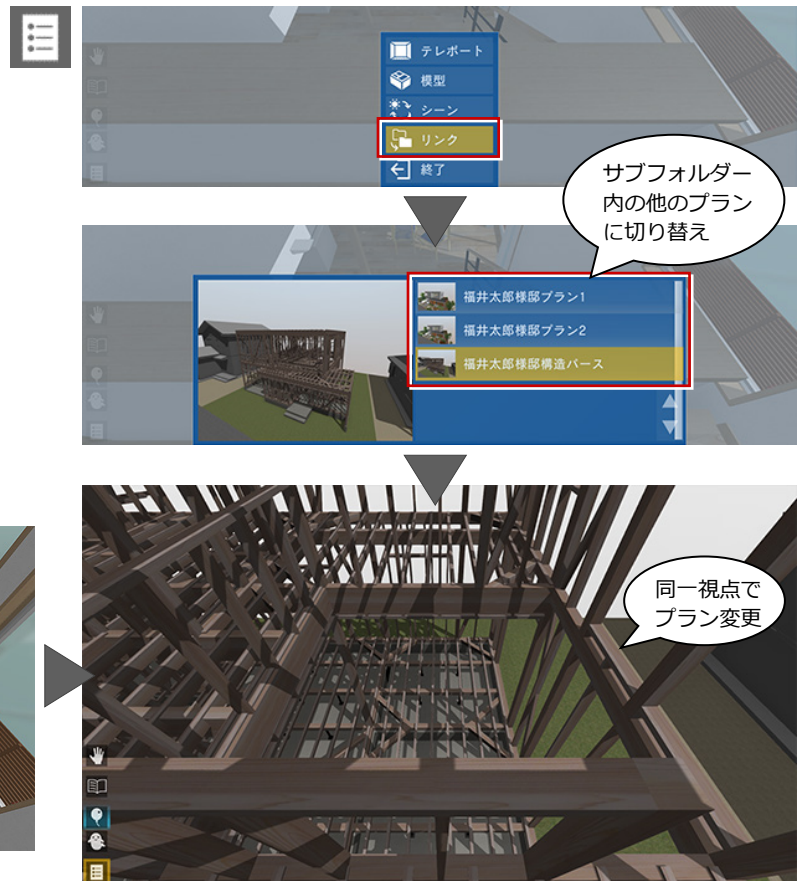 テレポート
模型
シーン
リンク
終了
サブフォルダー
内の他のプラン
に切り替え
福井太郎様邸プラン1
福井太郎様邸プラン2
福井太郎様邸構造パース
同一視点で
プラン変更